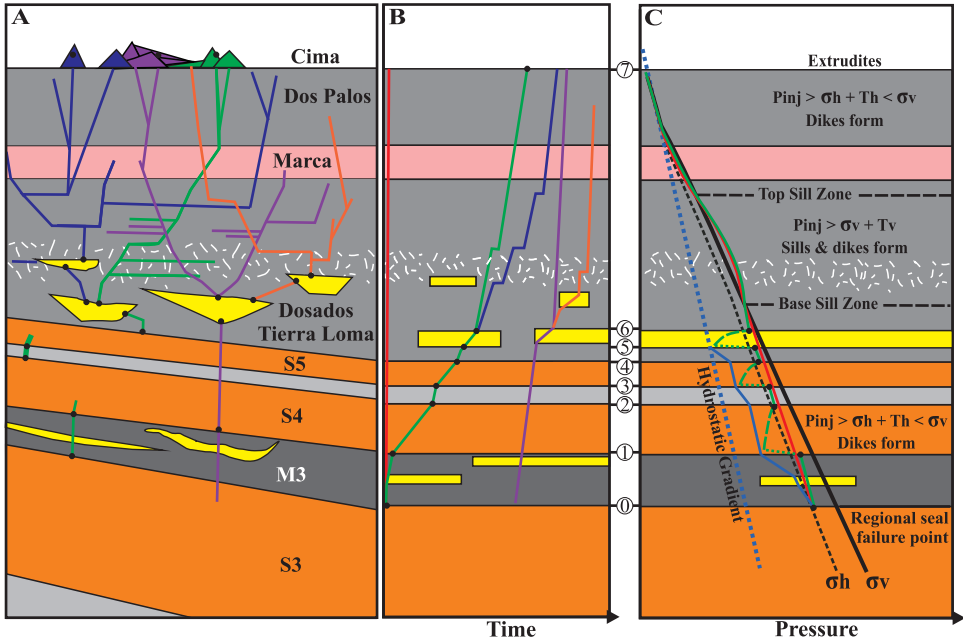 A
Cima
Dos Palos
Marca
Dosados
Tierra Loma
S5
S4
M3
S3
B
Time
⑦
⑥
⑤
④
③
②
①
⓪
C
Extrudites
Pinj > σh + Th < σv
Dikes form
Top Sill Zone
Pinj > σv + Tv
Sills & dikes form
Base Sill Zone
Hydrostatic Gradient
Pinj > σh + Th < σv
Dikes form
Regional seal
failure point
σh σv
Pressure